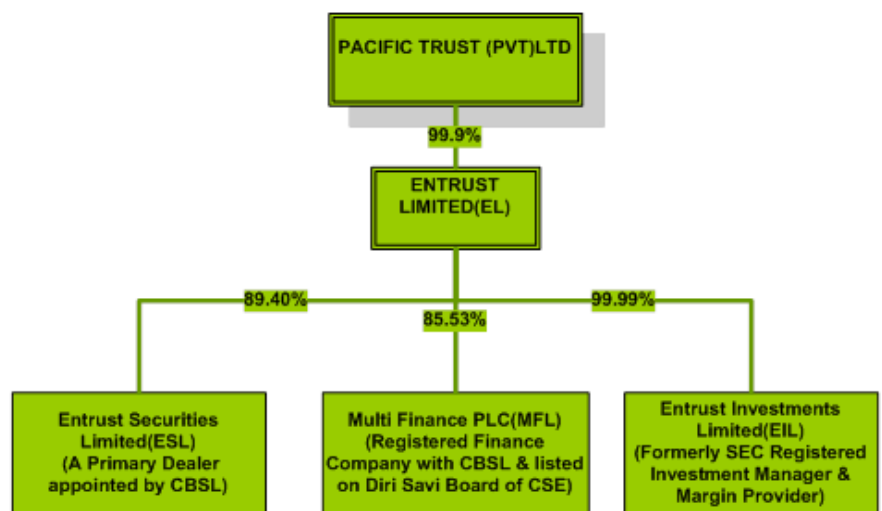 PACIFIC TRUST (PVT)LTD
99.9%
ENTRUST
LIMITED(EL)
89.40%
85.53%
99.99%
Entrust Securities
Limited(ESL)
(A Primary Dealer
appointed by CBSL)
Multi Finance PLC(MFL)
(Registered Finance
Company with CBSL & listed
on Diri Savi Board of CSE)
Entrust Investments
Limited(EIL)
(Formerly SEC Registered
Investment Manager &
Margin Provider)